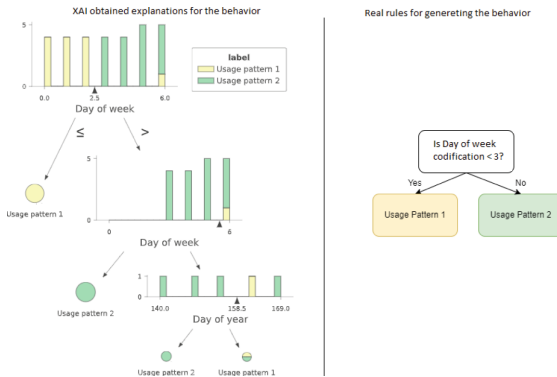 XAI obtained explanations for the behavior
Real rules for genereting the behavior
5
0
label
Usage pattern 1
Usage pattern 2
0.0
2.5
6.0
Day of week
≤
>
Usage pattern 1
5
0
0
6
Day of week
Usage pattern 2
1
0
140.0
158.5
169.0
Day of year
Usage pattern 2
Usage pattern 1
Is Day of week
codification < 3?
Yes
No
Usage Pattern 1
Usage Pattern 2